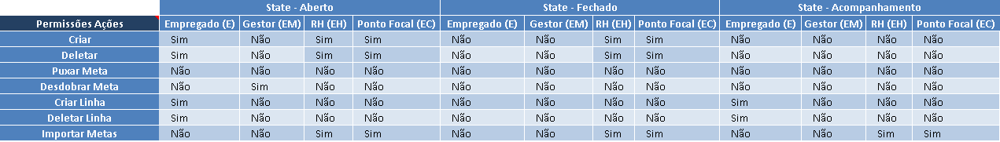 State - Aberto State - Fechado State - Acompanhamento
Permissões Ações Empregado (E) Gestor (EM) RH (EH) Ponto Focal (EC) Empregado (E) Gestor (EM) RH (EH) Ponto Focal (EC) Empregado (E) Gestor (EM) RH (EH) Ponto Focal (EC)
Criar Sim Não Sim Sim Não Não Sim Sim Não Não Não Não
Deletar Sim Não Sim Sim Não Não Sim Sim Não Não Não Não
Puxar Meta Não Não Não Não Não Não Não Não Não Não Não Não
Desdobrar Meta Não Sim Não Não Não Não Não Não Não Não Não Não
Criar Linha Sim Não Não Não Não Não Não Não Sim Não Não Não
Deletar Linha Sim Não Não Não Não Não Não Não Sim Não Não Não
Importar Metas Não Não Sim Sim Não Não Não Não Não Não Sim Sim